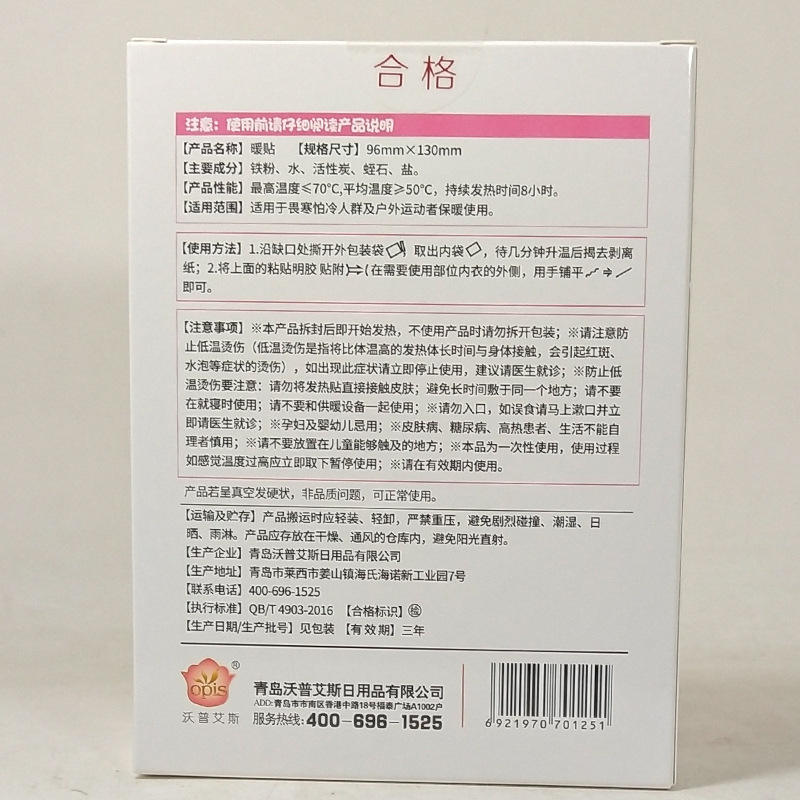 合格
注意：使用前请仔细阅读产品说明
【产品名称】暖贴 【规格尺寸】96mm×130mm
【主要成分】铁粉、水、活性炭、蛭石、盐。
【产品性能】最高温度≤70℃,平均温度≥50℃，持续发热时间8小时。
【适用范围】适用于畏寒怕冷人群及户外运动者保暖使用。
【使用方法】1.沿缺口处撕开外包装袋 取出内袋，待几分钟升温后揭去剥离
纸；2.将上面的粘贴明胶 贴附(在需要使用部位内衣的外侧，用手铺平
即可。
【注意事项】※本产品拆封后即开始发热，不使用产品时请勿拆开包装；※请注意防
止低温烫伤（低温烫伤是指将比体温高的发热体长时间与身体接触，会引起红斑、
水泡等症状的烫伤），如出现此症状请立即停止使用，建议请医生就诊；※防止低
温烫伤要注意：请勿将发热贴直接接触皮肤；避免长时间敷于同一个地方；请不要
在就寝时使用；请不要和供暖设备一起使用；※请勿入口，如误食请马上漱口并立
即请医生就诊；※孕妇及婴幼儿忌用；※皮肤病、糖尿病、高热患者、生活不能自
理者慎用；※请不要放置在儿童能够触及的地方；※本品为一次性使用，使用过程
如感觉温度过高应立即取下暂停使用；※请在有效期内使用。
产品若呈真空发硬状，非品质问题，可正常使用。
【运输及贮存】产品搬运时应轻装、轻卸，严禁重压，避免剧烈碰撞、潮湿、日
晒、雨淋。产品应存放在干燥、通风的仓库内，避免阳光直射。
【生产企业】青岛沃普艾斯日用品有限公司
【生产地址】青岛市莱西市姜山镇海氏海诺新工业园7号
【联系电话】400-696-1525
【执行标准】QB/T 4903-2016 【合格标识】检
【生产日期/生产批号】见包装 【有 效 期】三年
opis ®
沃普艾斯
青岛沃普艾斯日用品有限公司
ADD:青岛市市南区香港中路18号福泰广场A1002户
服务热线:400-696-1525
6 921970 701251